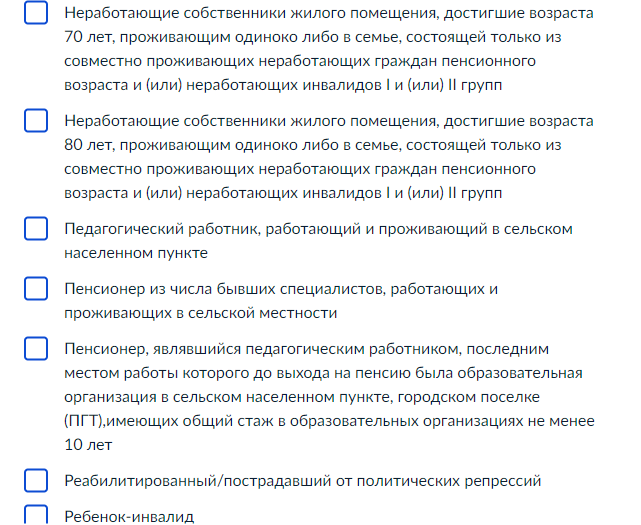 Неработающие собственники жилого помещения, достигшие возраста
70 лет, проживающим одиноко либо в семье, состоящей только из
совместно проживающих неработающих граждан пенсионного
возраста и (или) неработающих инвалидов I и (или) II групп
Неработающие собственники жилого помещения, достигшие возраста
80 лет, проживающим одиноко либо в семье, состоящей только из
совместно проживающих неработающих граждан пенсионного
возраста и (или) неработающих инвалидов I и (или) II групп
Педагогический работник, работающий и проживающий в сельском
населенном пункте
Пенсионер из числа бывших специалистов, работающих и
проживающих в сельской местности
Пенсионер, являвшийся педагогическим работником, последним
местом работы которого до выхода на пенсию была образовательная
организация в сельском населенном пункте, городском поселке
(ПГТ),имеющих общий стаж в образовательных организациях не менее
10 лет
Реабилитированный/пострадавший от политических репрессий
Ребенок-инвалид